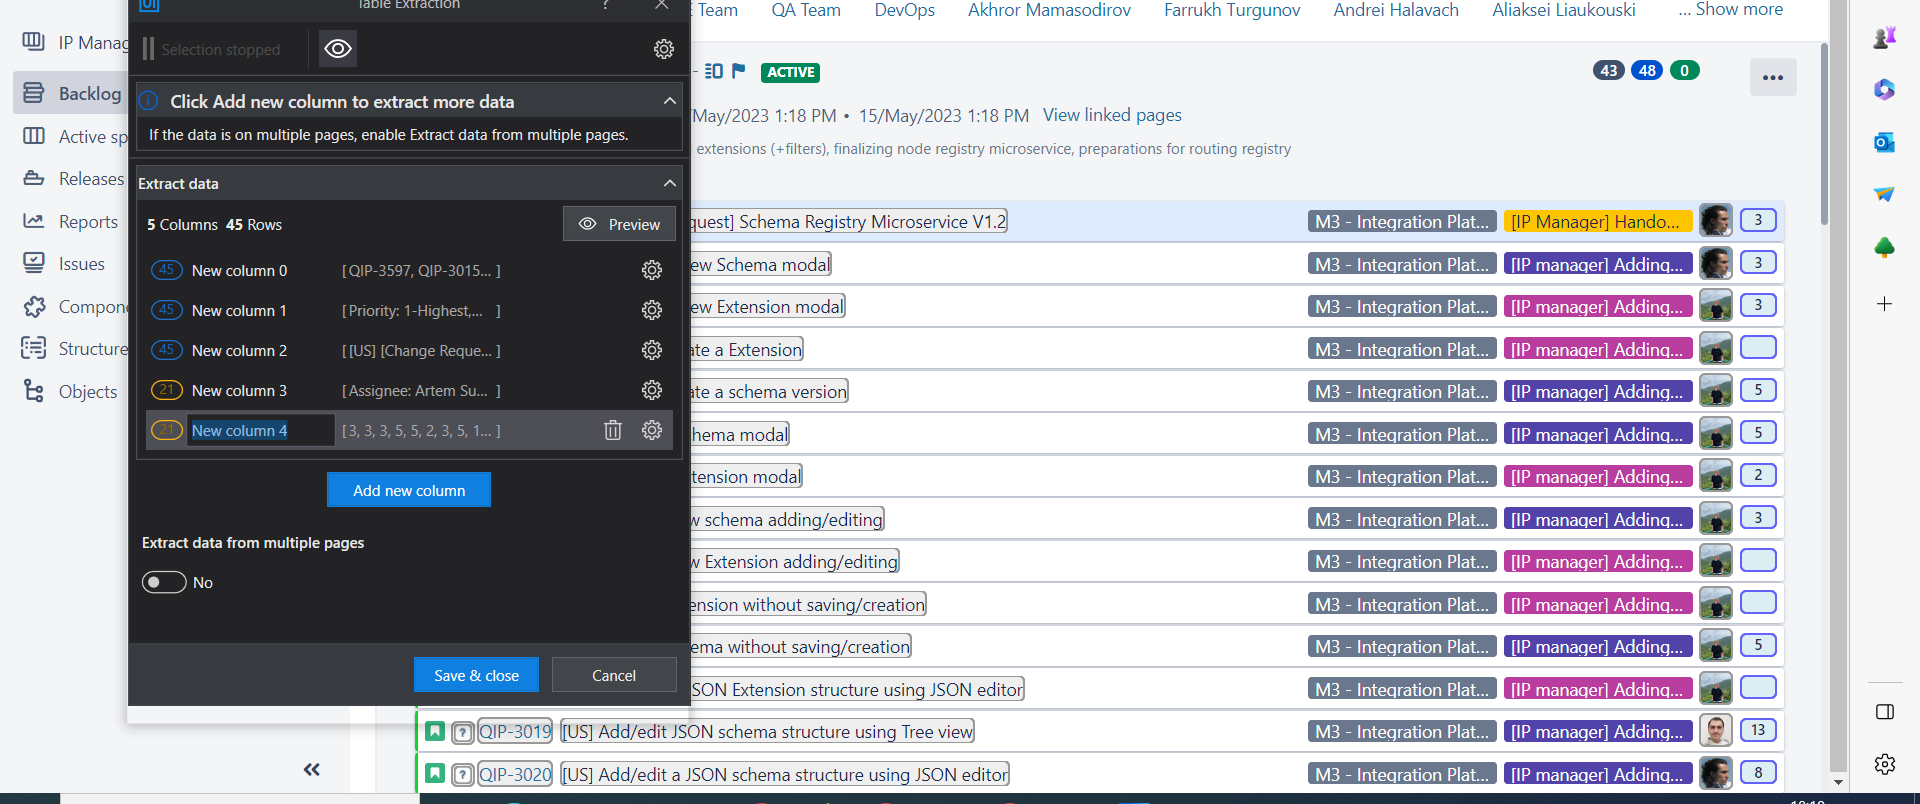 Table Extraction
?
Selection stopped
Click Add new column to extract more data
If the data is on multiple pages, enable Extract data from multiple pages.
Extract data
5 Columns 45 Rows
Preview
45 New column 0 [QIP-3597, QIP-3015... ]
45 New column 1 [Priority: 1-Highest,... ]
45 New column 2 [[US] [Change Reque... ]
21 New column 3 [Assignee: Artem Su... ]
21 New column 4 [3, 3, 3, 5, 5, 2, 3, 5, 1... ]
Add new column
Extract data from multiple pages
No
Save & close
Cancel
IP Manag
Backlog
Active sp
Releases
Reports
Issues
Compone
Structure
Objects
Team QA Team DevOps Akhror Mamasodirov Farrukh Turgunov Andrei Halavach Aliaksei Liaukouski ... Show more
ACTIVE
43 48 0
/May/2023 1:18 PM • 15/May/2023 1:18 PM View linked pages
extensions (+filters), finalizing node registry microservice, preparations for routing registry
quest] Schema Registry Microservice V1.2 M3 - Integration Plat... [IP Manager] Hando... 3
ew Schema modal M3 - Integration Plat... [IP manager] Adding... 3
ew Extension modal M3 - Integration Plat... [IP manager] Adding... 3
ate a Extension M3 - Integration Plat... [IP manager] Adding...
ate a schema version M3 - Integration Plat... [IP manager] Adding... 5
hema modal M3 - Integration Plat... [IP manager] Adding... 5
tension modal M3 - Integration Plat... [IP manager] Adding... 2
w schema adding/editing M3 - Integration Plat... [IP manager] Adding... 3
w Extension adding/editing M3 - Integration Plat... [IP manager] Adding...
ension without saving/creation M3 - Integration Plat... [IP manager] Adding...
ema without saving/creation M3 - Integration Plat... [IP manager] Adding... 5
SON Extension structure using JSON editor M3 - Integration Plat... [IP manager] Adding...
? QIP-3019 [US] Add/edit JSON schema structure using Tree view M3 - Integration Plat... [IP manager] Adding... 13
? QIP-3020 [US] Add/edit a JSON schema structure using JSON editor M3 - Integration Plat... [IP manager] Adding... 8